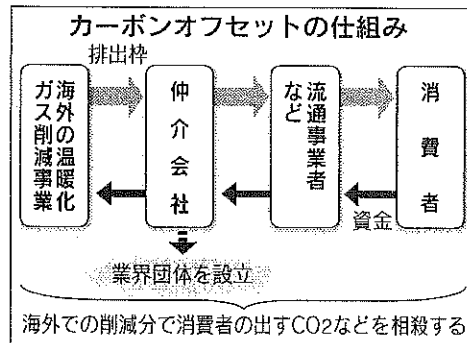 カーボンオフセットの仕組み
排出枠
海外の温暖化
ガス削減事業
仲介会社
流通事業者
など
消費者
資金
業界団体を設立
海外での削減分で消費者の出すCO2などを相殺する